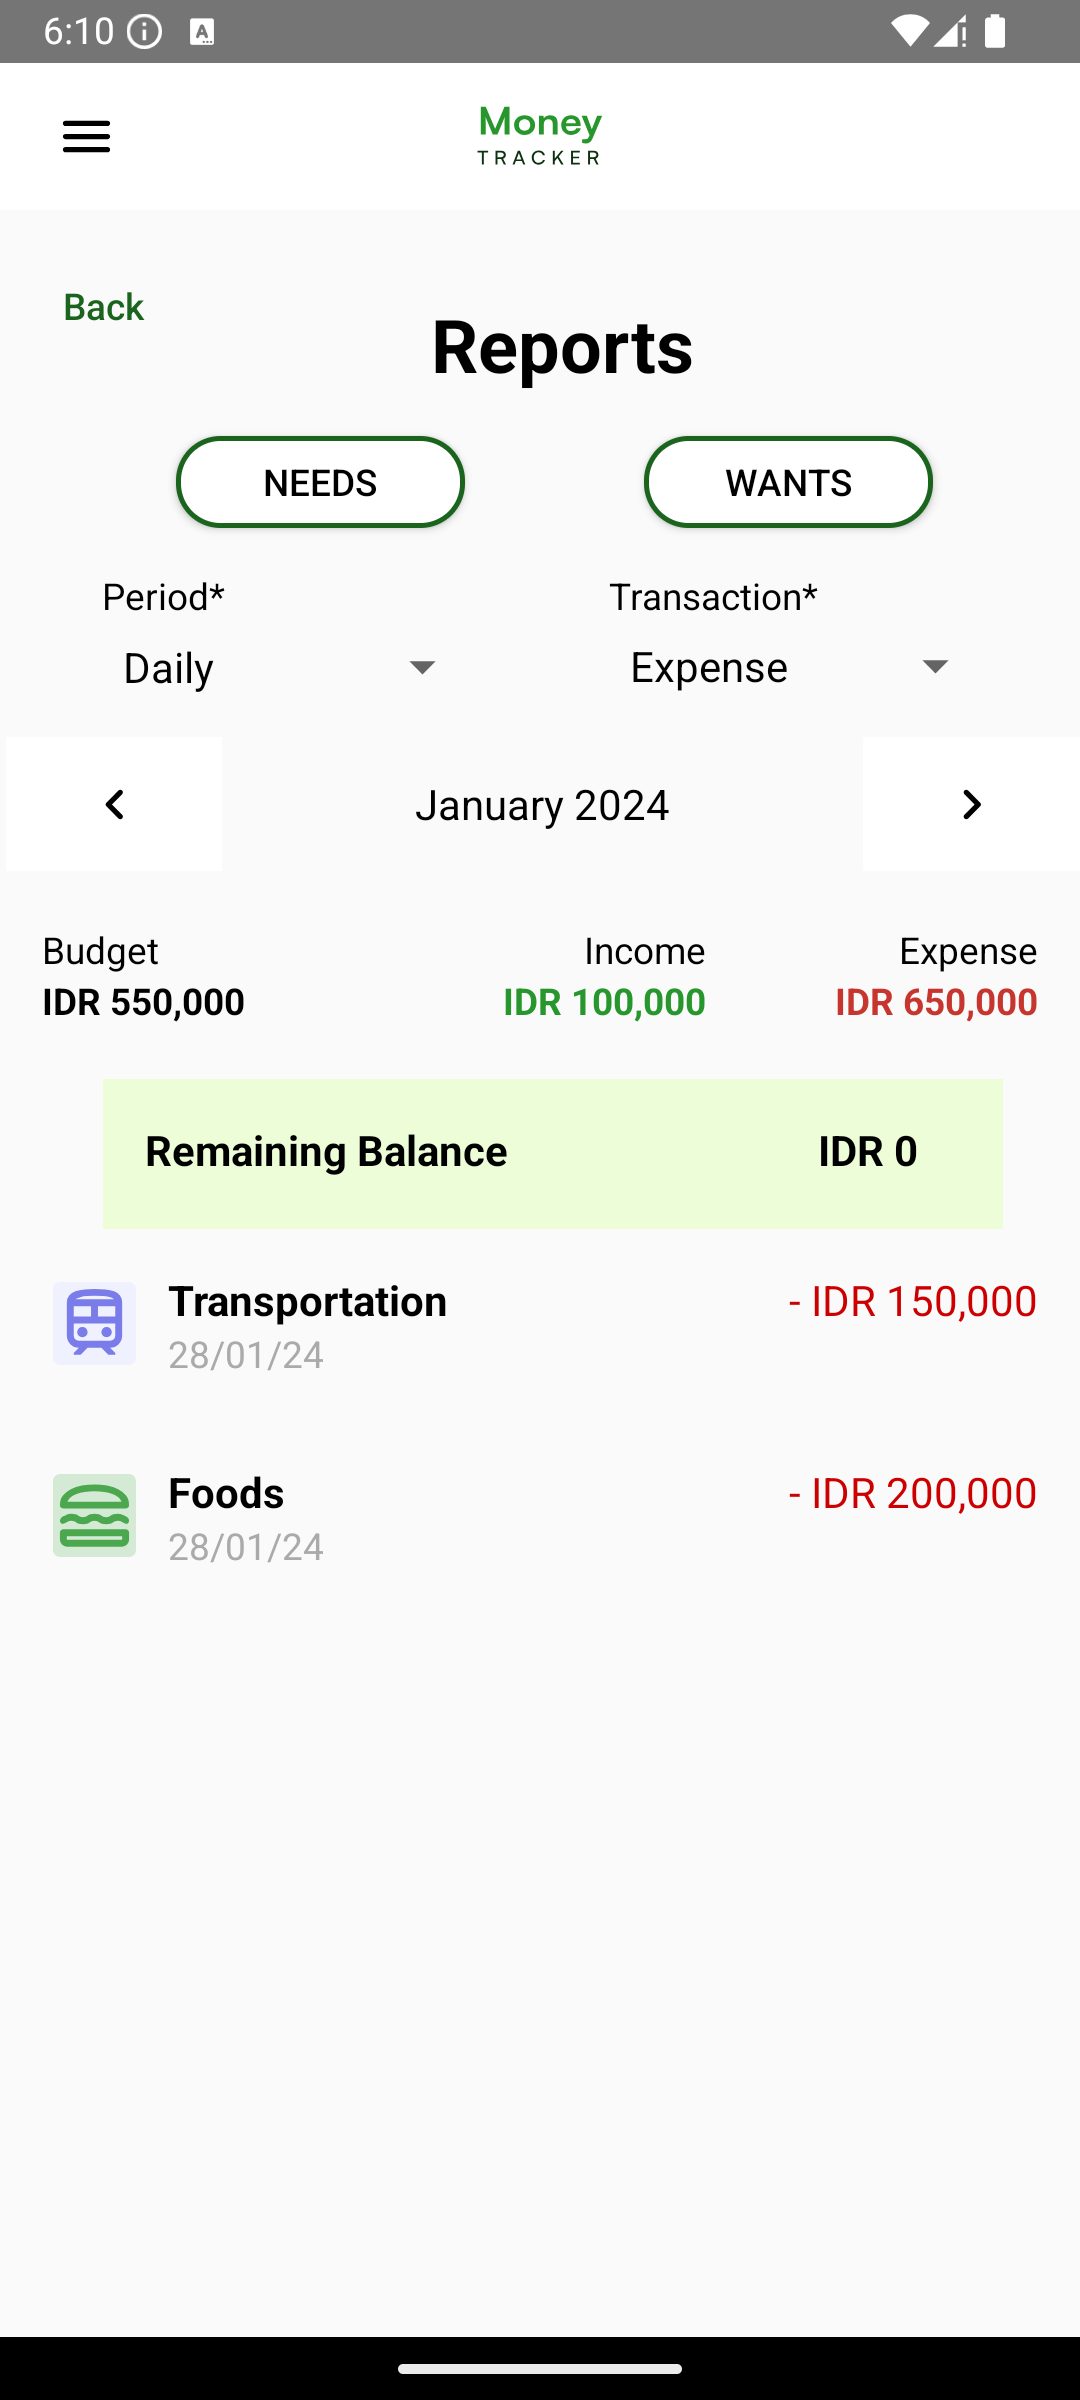 6:10
Money
TRACKER
Back
Reports
NEEDS WANTS
Period* Transaction*
Daily Expense
January 2024
Budget Income Expense
IDR 550,000 IDR 100,000 IDR 650,000
Remaining Balance IDR 0
Transportation - IDR 150,000
28/01/24
Foods - IDR 200,000
28/01/24